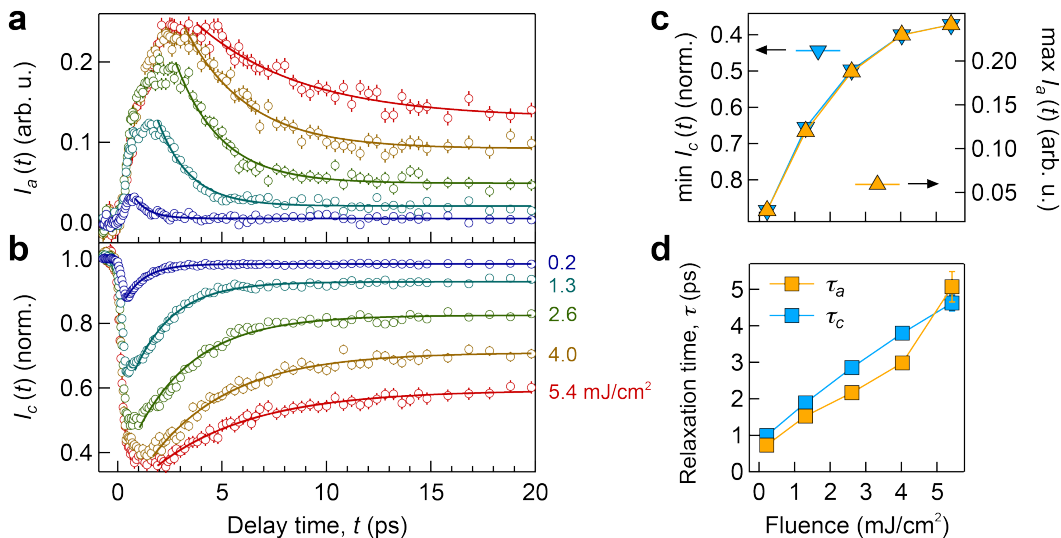 a
I_a (t) (arb. u.)
0.2
0.1
0.0
b
I_c (t) (norm.)
1.0
0.8
0.6
0.4
0.2
1.3
2.6
4.0
5.4 mJ/cm²
0 5 10 15 20
Delay time, t (ps)
c
min I_c (t) (norm.)
0.4
0.5
0.6
0.7
0.8
0.20
0.15
0.10
0.05
max I_a (t) (arb. u.)
d
Relaxation time, τ (ps)
5
4
3
2
1
0
τ_a
τ_c
0 1 2 3 4 5
Fluence (mJ/cm²)